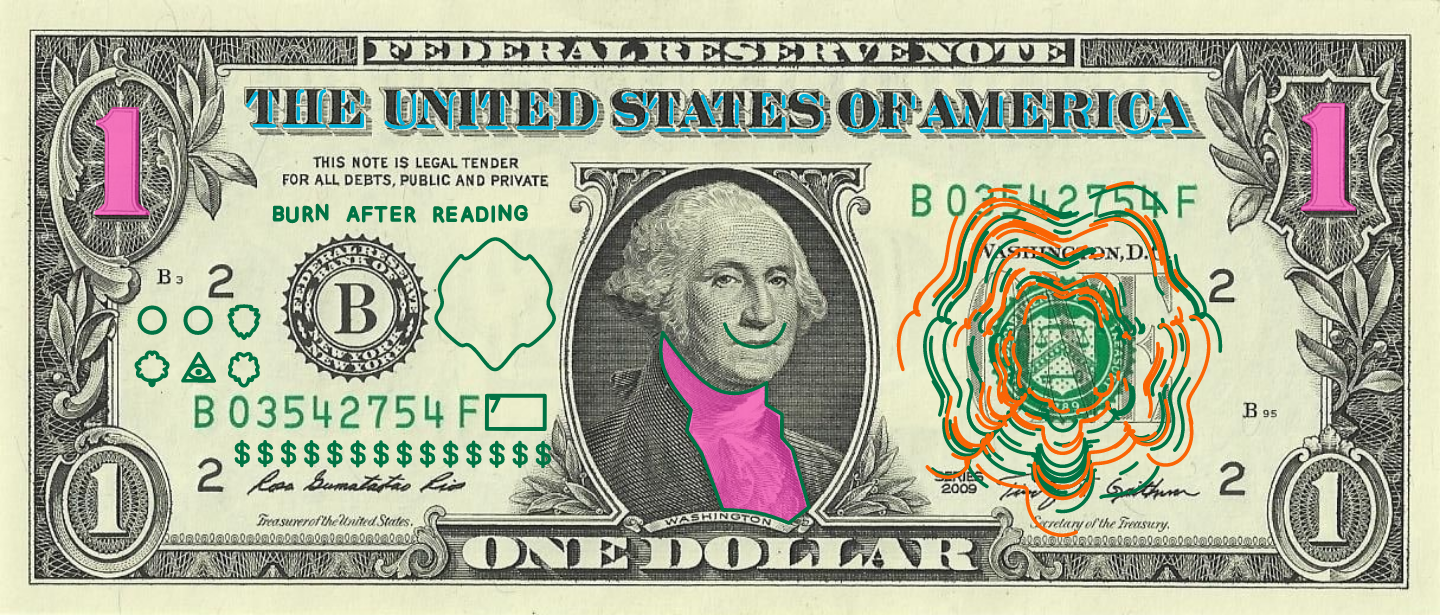 FEDERAL RESERVE NOTE
THE UNITED STATES OF AMERICA
1
1
THIS NOTE IS LEGAL TENDER
FOR ALL DEBTS, PUBLIC AND PRIVATE
BURN AFTER READING
B 03542754 F
WASHINGTON, D.C.
B 3
2
2
FEDERAL RESERVE
BANK OF
B
NEW YORK
NEW YORK
B 03542754 F
B 95
$$$$$$$$$$$$$$
2
Rosa Gumataotao Rios
Treasurer of the United States.
WASHINGTON
SERIES
2009
2
Secretary of the Treasury.
1
ONE DOLLAR
1